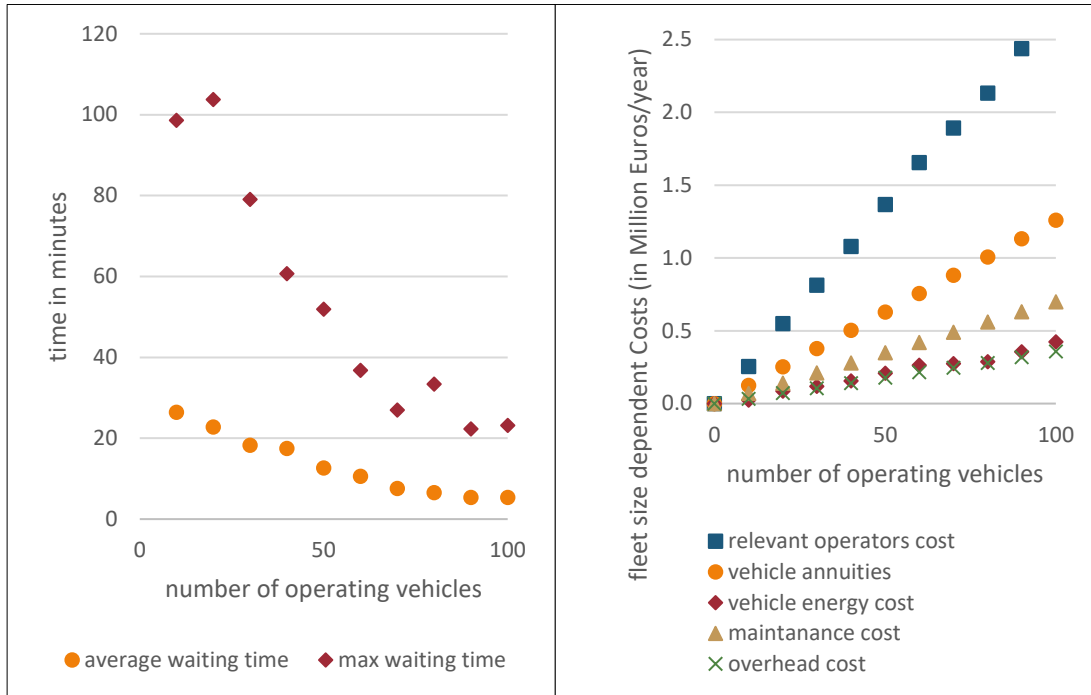 120
100
80
60
40
20
0
time in minutes
0
50
100
number of operating vehicles
average waiting time
max waiting time
2.5
2.0
1.5
1.0
0.5
0.0
fleet size dependent Costs (in Million Euros/year)
0
50
100
number of operating vehicles
relevant operators cost
vehicle annuities
vehicle energy cost
maintanance cost
overhead cost